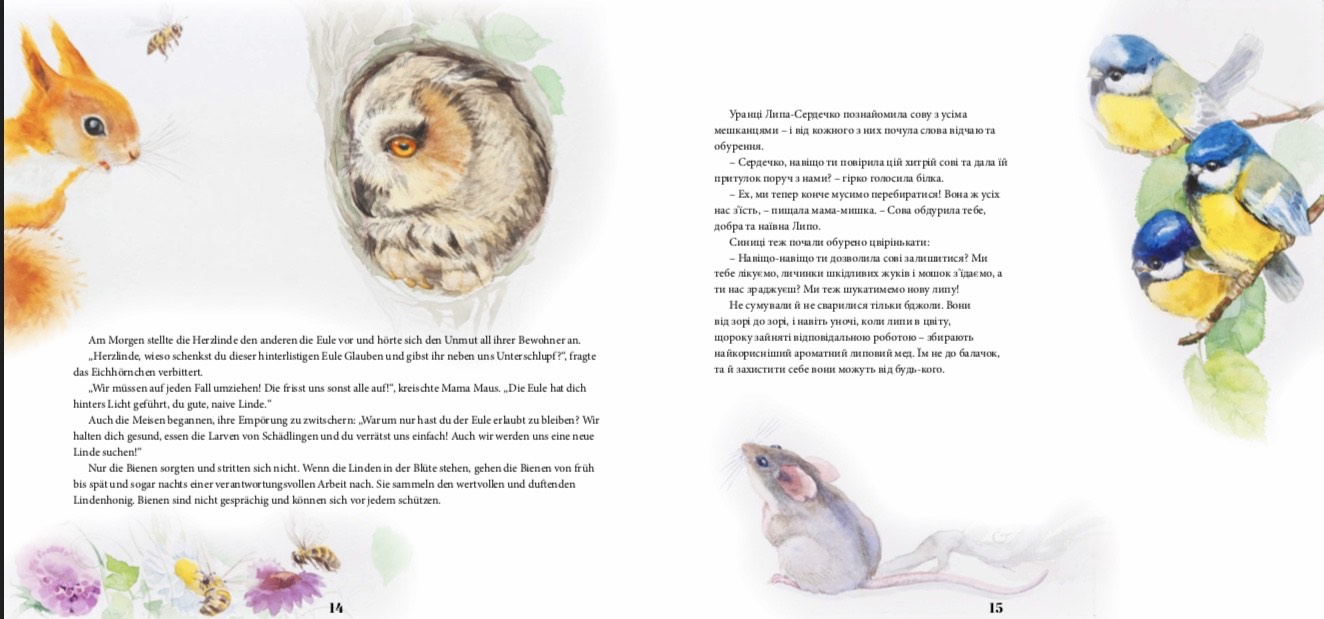 Am Morgen stellte die Herzlinde den anderen die Eule vor und hörte sich den Unmut all ihrer Bewohner an.
„Herzlinde, wieso schenkst du dieser hinterlistigen Eule Glauben und gibst ihr neben uns Unterschlupf?“, fragte
das Eichhörnchen verbittert.
„Wir müssen auf jeden Fall umziehen! Die frisst uns sonst alle auf!“, kreischte Mama Maus. „Die Eule hat dich
hinters Licht geführt, du gute, naive Linde.“
Auch die Meisen begannen, ihre Empörung zu zwitschern: „Warum nur hast du der Eule erlaubt zu bleiben? Wir
halten dich gesund, essen die Larven von Schädlingen und du verrätst uns einfach! Auch wir werden uns eine neue
Linde suchen!“
Nur die Bienen sorgten und stritten sich nicht. Wenn die Linden in der Blüte stehen, gehen die Bienen von früh
bis spät und sogar nachts einer verantwortungsvollen Arbeit nach. Sie sammeln den wertvollen und duftenden
Lindenhonig. Bienen sind nicht gesprächig und können sich vor jedem schützen.
14
Уранці Липа-Сердечко познайомила сову з усіма
мешканцями – і від кожного з них почула слова відчаю та
обурення.
– Сердечко, навіщо ти повірила цій хитрій сові та дала їй
притулок поруч з нами? – гірко голосила білка.
– Ех, ми тепер конче мусимо перебиратися! Вона ж усіх
нас з'їсть, – пищала мама-мишка. – Сова обдурила тебе,
добра та наївна Липо.
Синиці теж почали обурено цвірінькати:
– Навіщо-навіщо ти дозволила сові залишитися? Ми
тебе лікуємо, личинки шкідливих жуків і мошок з'їдаємо, а
ти нас зраджуєш? Ми теж шукатимемо нову липу!
Не сумували й не сварилися тільки бджоли. Вони
від зорі до зорі, і навіть уночі, коли липи в цвіту,
щороку зайняті відповідальною роботою – збирають
найкорисніший ароматний липовий мед. Їм не до балачок,
та й захистити себе вони можуть від будь-кого.
15